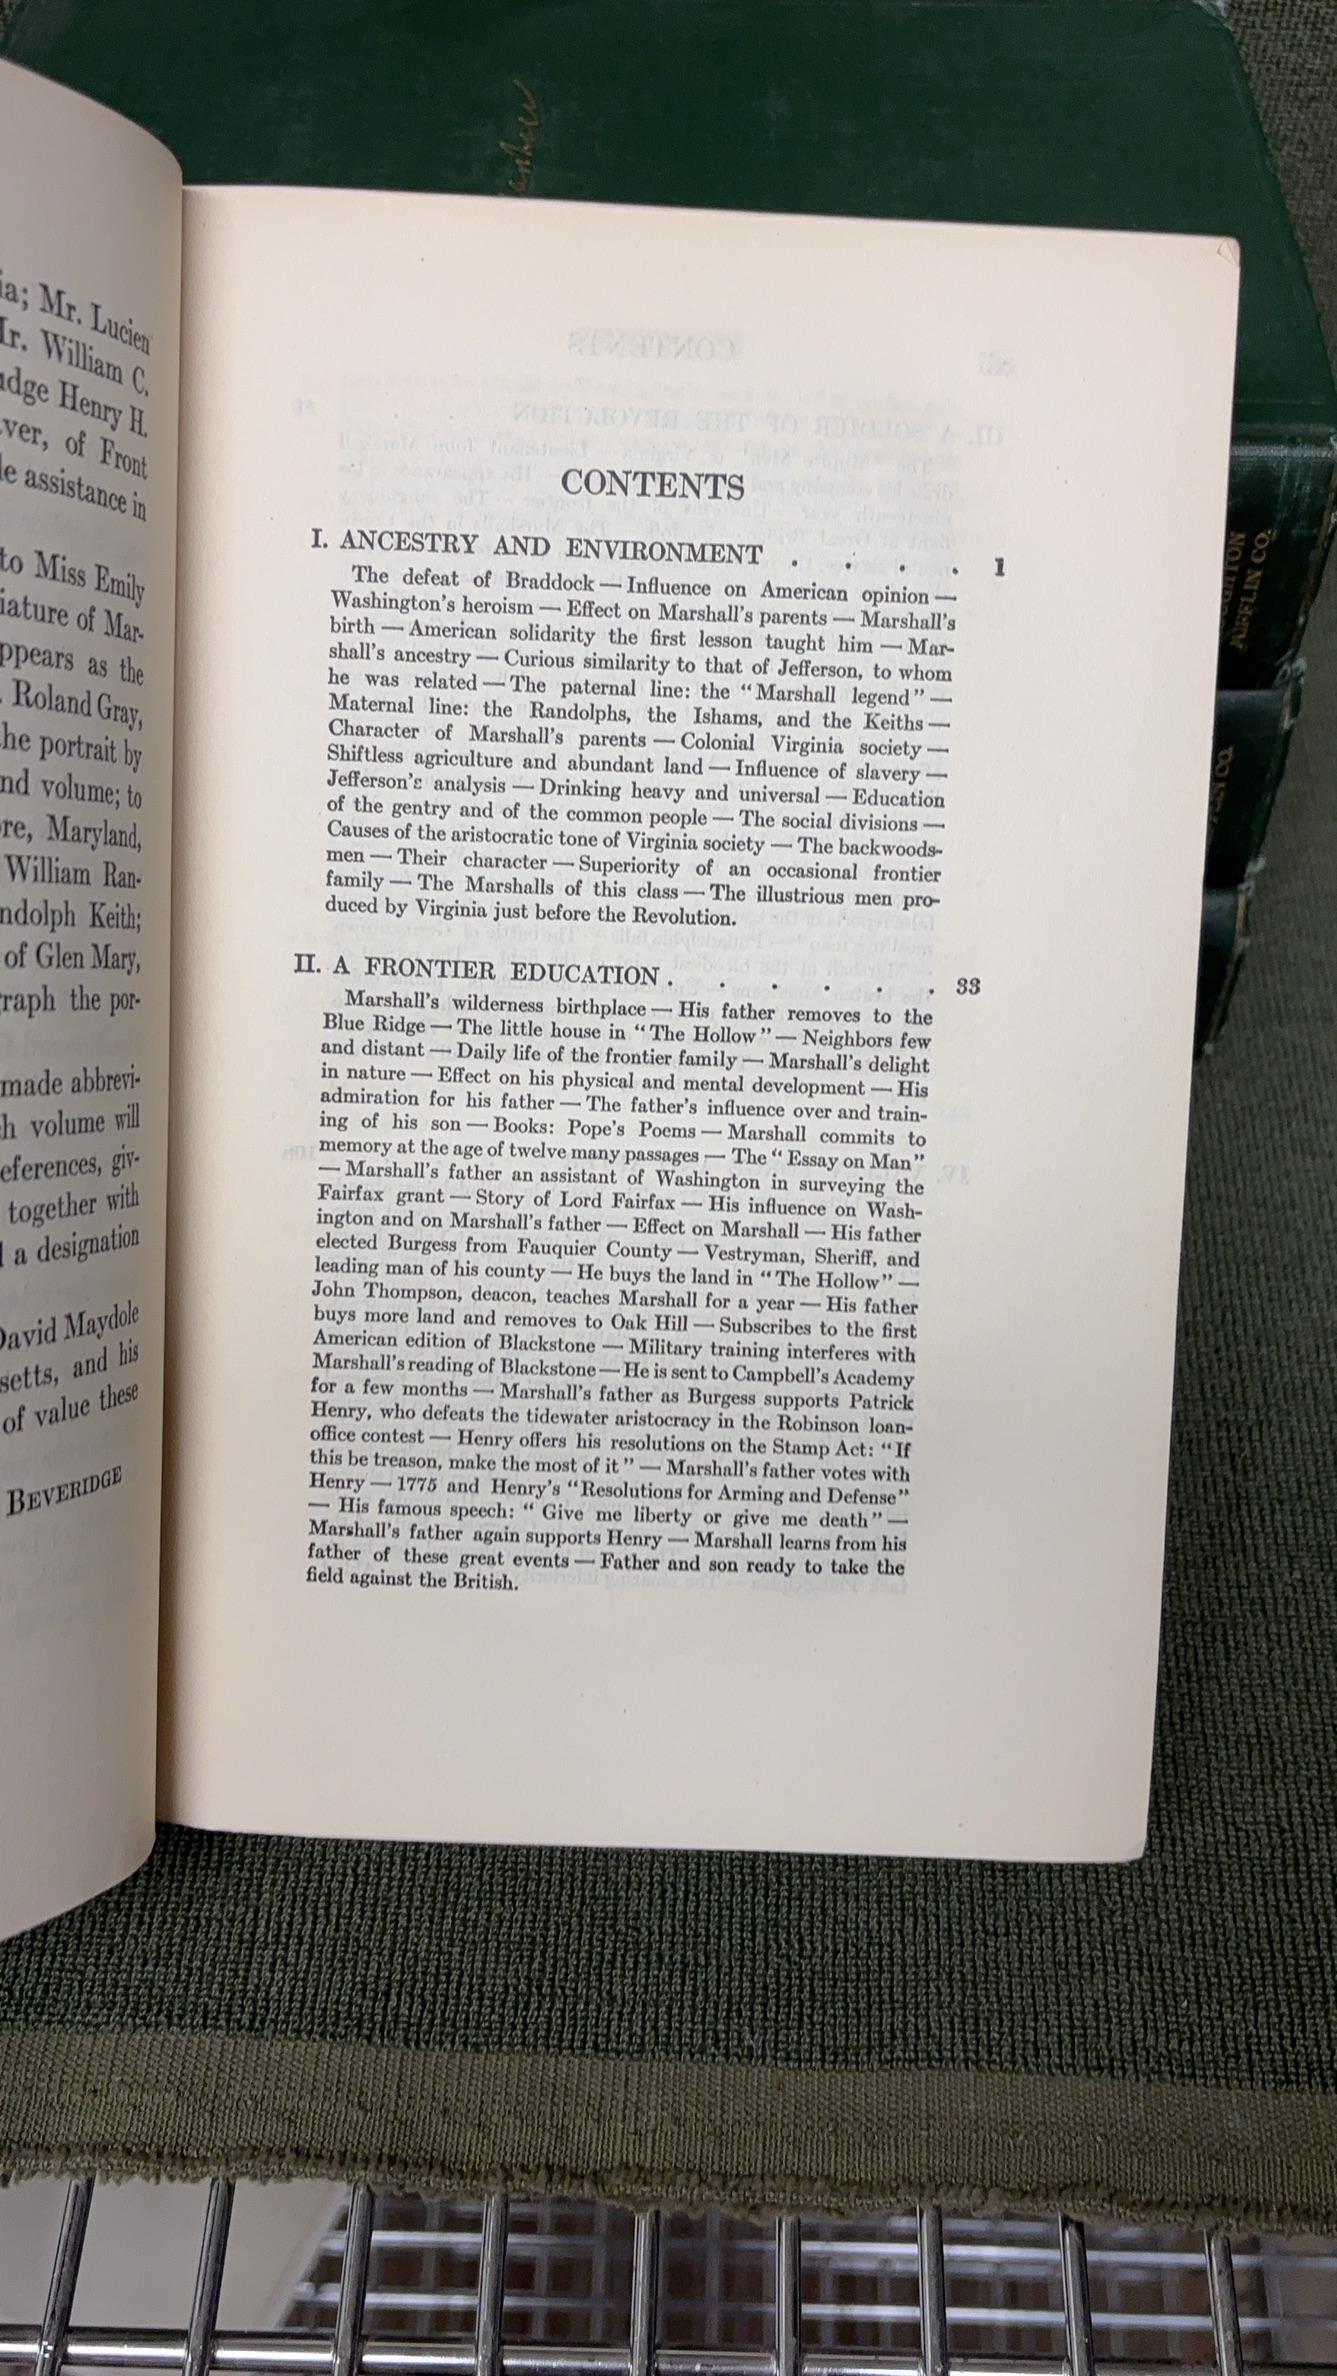 ia; Mr. Lucien
Mr. William C.
udge Henry H.
ver, of Front
le assistance in
to Miss Emily
iature of Mar-
ppears as the
. Roland Gray,
he portrait by
nd volume; to
re, Maryland,
William Ran-
ndolph Keith;
of Glen Mary,
raph the por-
made abbrevi-
h volume will
eferences, giv-
together with
a designation
David Maydole
setts, and his
of value these
BEVERIDGE
CONTENTS
I. ANCESTRY AND ENVIRONMENT . . . . 1
The defeat of Braddock — Influence on American opinion —
Washington's heroism — Effect on Marshall's parents — Marshall's
birth — American solidarity the first lesson taught him — Mar-
shall's ancestry — Curious similarity to that of Jefferson, to whom
he was related — The paternal line: the "Marshall legend" —
Maternal line: the Randolphs, the Ishams, and the Keiths —
Character of Marshall's parents — Colonial Virginia society —
Shiftless agriculture and abundant land — Influence of slavery —
Jefferson's analysis — Drinking heavy and universal — Education
of the gentry and of the common people — The social divisions —
Causes of the aristocratic tone of Virginia society — The backwoods-
men — Their character — Superiority of an occasional frontier
family — The Marshalls of this class — The illustrious men pro-
duced by Virginia just before the Revolution.
II. A FRONTIER EDUCATION . . . . . . 33
Marshall's wilderness birthplace — His father removes to the
Blue Ridge — The little house in "The Hollow" — Neighbors few
and distant — Daily life of the frontier family — Marshall's delight
in nature — Effect on his physical and mental development — His
admiration for his father — The father's influence over and train-
ing of his son — Books: Pope's Poems — Marshall commits to
memory at the age of twelve many passages — The "Essay on Man"
— Marshall's father an assistant of Washington in surveying the
Fairfax grant — Story of Lord Fairfax — His influence on Wash-
ington and on Marshall's father — Effect on Marshall — His father
elected Burgess from Fauquier County — Vestryman, Sheriff, and
leading man of his county — He buys the land in "The Hollow" —
John Thompson, deacon, teaches Marshall for a year — His father
buys more land and removes to Oak Hill — Subscribes to the first
American edition of Blackstone — Military training interferes with
Marshall's reading of Blackstone — He is sent to Campbell's Academy
for a few months — Marshall's father as Burgess supports Patrick
Henry, who defeats the tidewater aristocracy in the Robinson loan-
office contest — Henry offers his resolutions on the Stamp Act: "If
this be treason, make the most of it" — Marshall's father votes with
Henry — 1775 and Henry's "Resolutions for Arming and Defense"
— His famous speech: "Give me liberty or give me death" —
Marshall's father again supports Henry — Marshall learns from his
father of these great events — Father and son ready to take the
field against the British.
MIFFLIN CO.